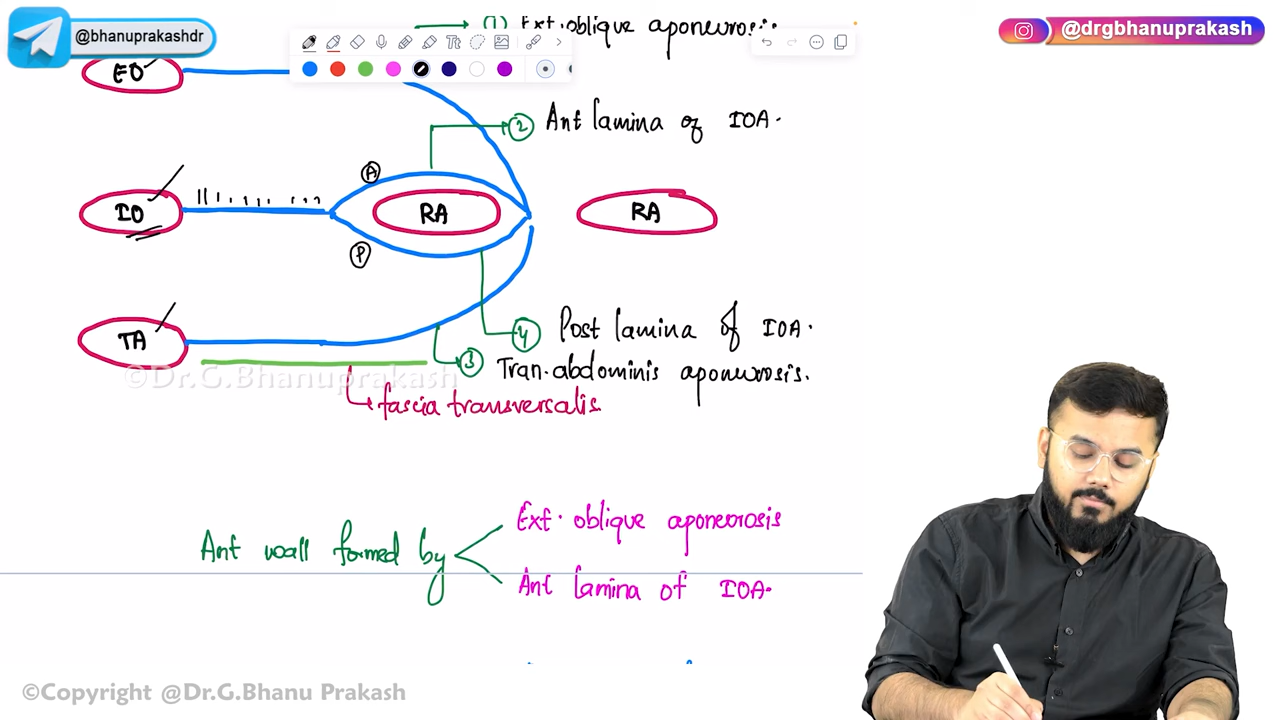 @bhanuprakashdr
@drgbhanuprakash
① Ext. oblique aponeurosis
EO
② Ant lamina of IOA.
A
IO
RA
RA
P
TA
④ Post lamina of IOA.
③ Tran. abdominis aponeurosis.
©Dr.G.Bhanuprakash
fascia transversalis
Ant wall formed by
Ext. oblique aponeurosis
Ant lamina of IOA.
©Copyright @Dr.G.Bhanu Prakash